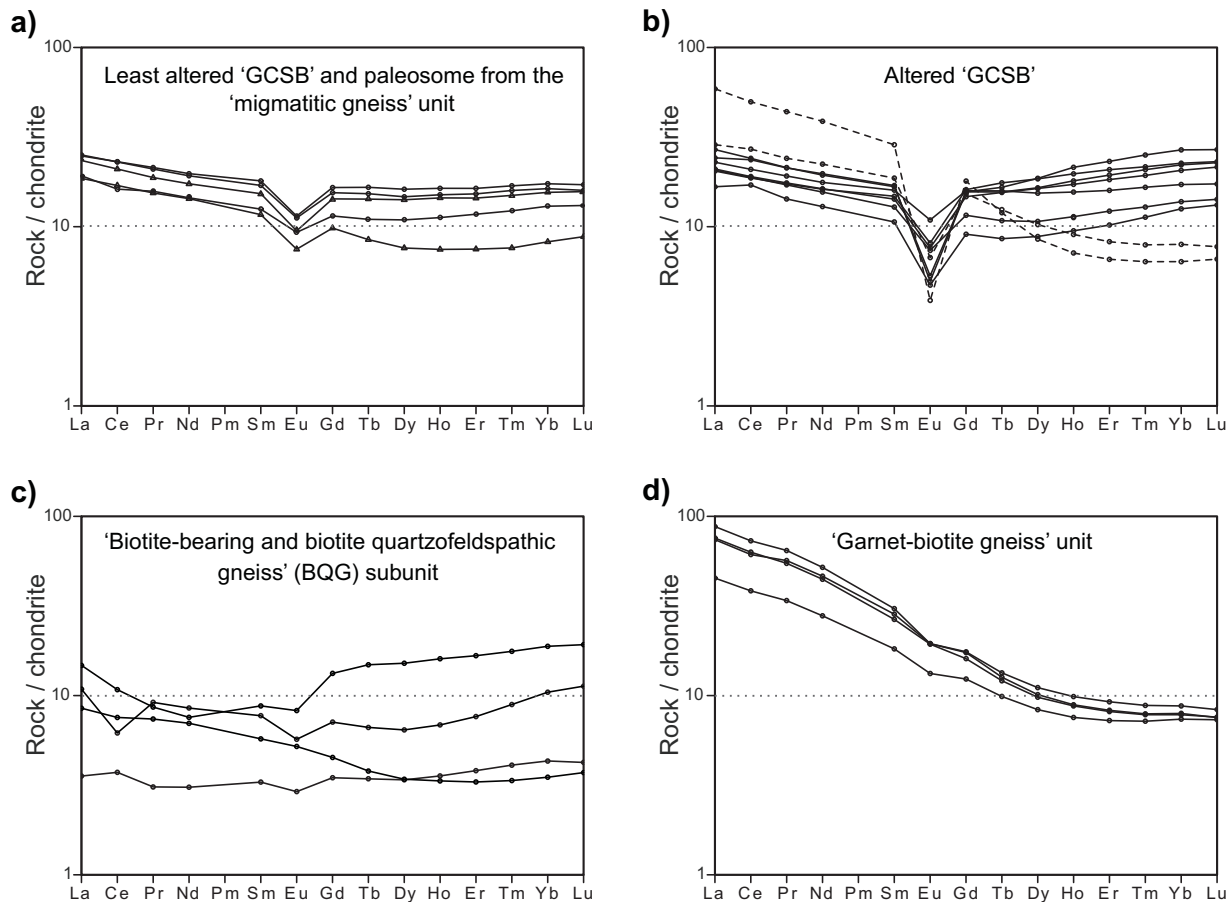 a)
100
Least altered ‘GCSB’ and paleosome from the
‘migmatitic gneiss’ unit
10
Rock / chondrite
1
La Ce Pr Nd Pm Sm Eu Gd Tb Dy Ho Er Tm Yb Lu
b)
100
Altered ‘GCSB’
10
Rock / chondrite
1
La Ce Pr Nd Pm Sm Eu Gd Tb Dy Ho Er Tm Yb Lu
c)
100
‘Biotite-bearing and biotite quartzofeldspathic
gneiss’ (BQG) subunit
10
Rock / chondrite
1
La Ce Pr Nd Pm Sm Eu Gd Tb Dy Ho Er Tm Yb Lu
d)
100
‘Garnet-biotite gneiss’ unit
10
Rock / chondrite
1
La Ce Pr Nd Pm Sm Eu Gd Tb Dy Ho Er Tm Yb Lu